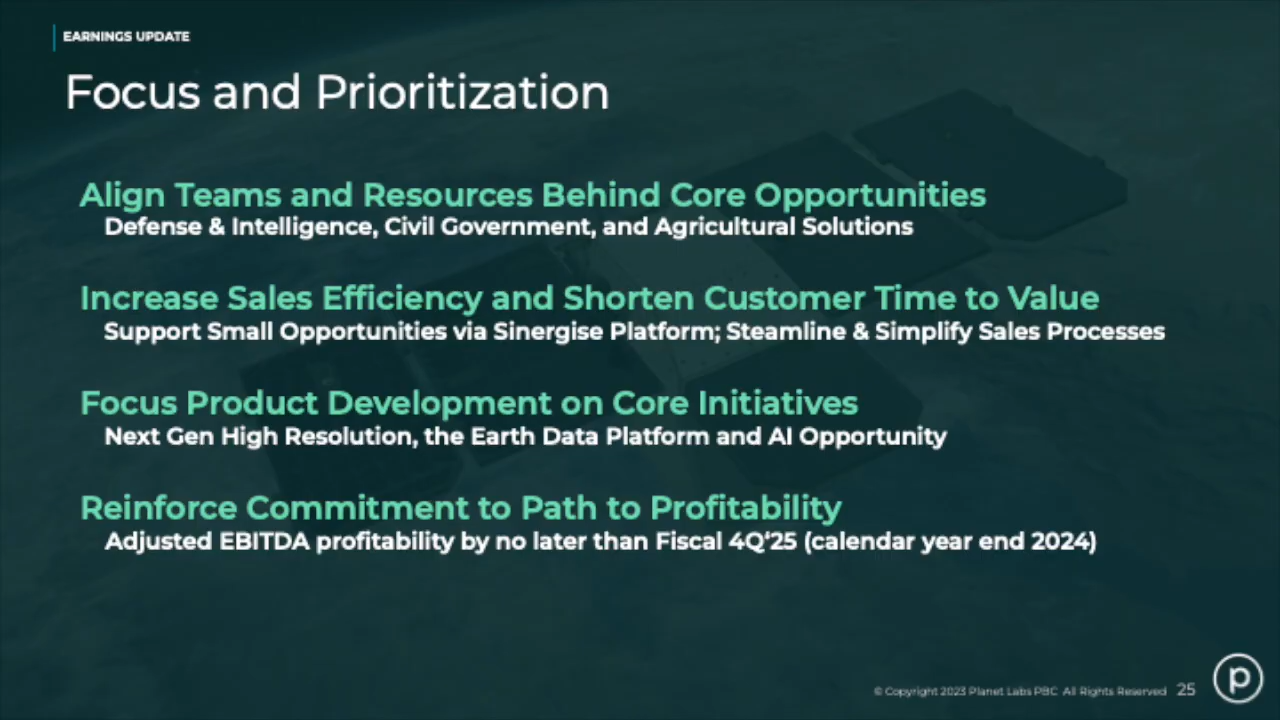 EARNINGS UPDATE
Focus and Prioritization
Align Teams and Resources Behind Core Opportunities
Defense & Intelligence, Civil Government, and Agricultural Solutions
Increase Sales Efficiency and Shorten Customer Time to Value
Support Small Opportunities via Sinergise Platform; Steamline & Simplify Sales Processes
Focus Product Development on Core Initiatives
Next Gen High Resolution, the Earth Data Platform and AI Opportunity
Reinforce Commitment to Path to Profitability
Adjusted EBITDA profitability by no later than Fiscal 4Q‘25 (calendar year end 2024)
© Copyright 2023 Planet Labs PBC All Rights Reserved 25
p